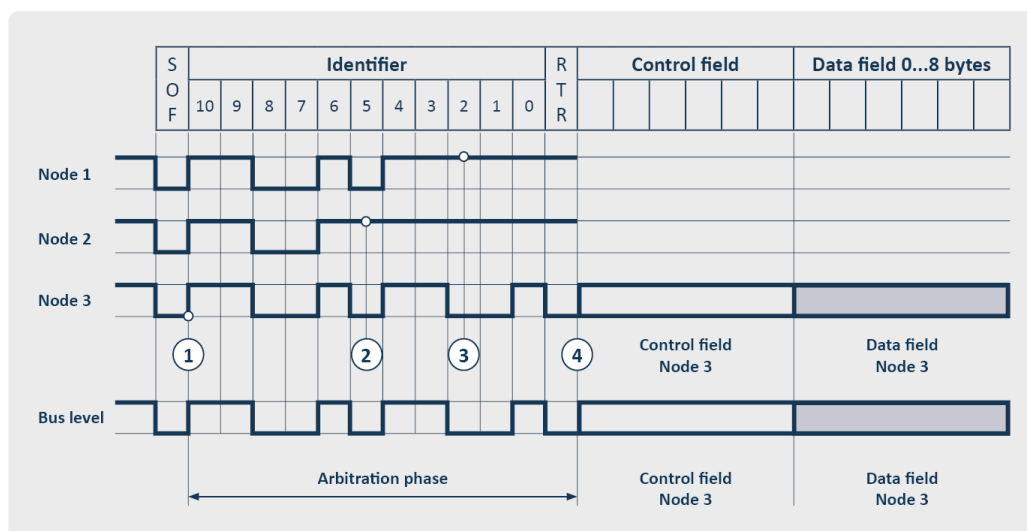 S O F
Identifier
R T R
Control field
Data field 0...8 bytes
10 9 8 7 6 5 4 3 2 1 0
Node 1
Node 2
Node 3
1 2 3 4
Control field
Node 3
Data field
Node 3
Bus level
Arbitration phase
Control field
Node 3
Data field
Node 3